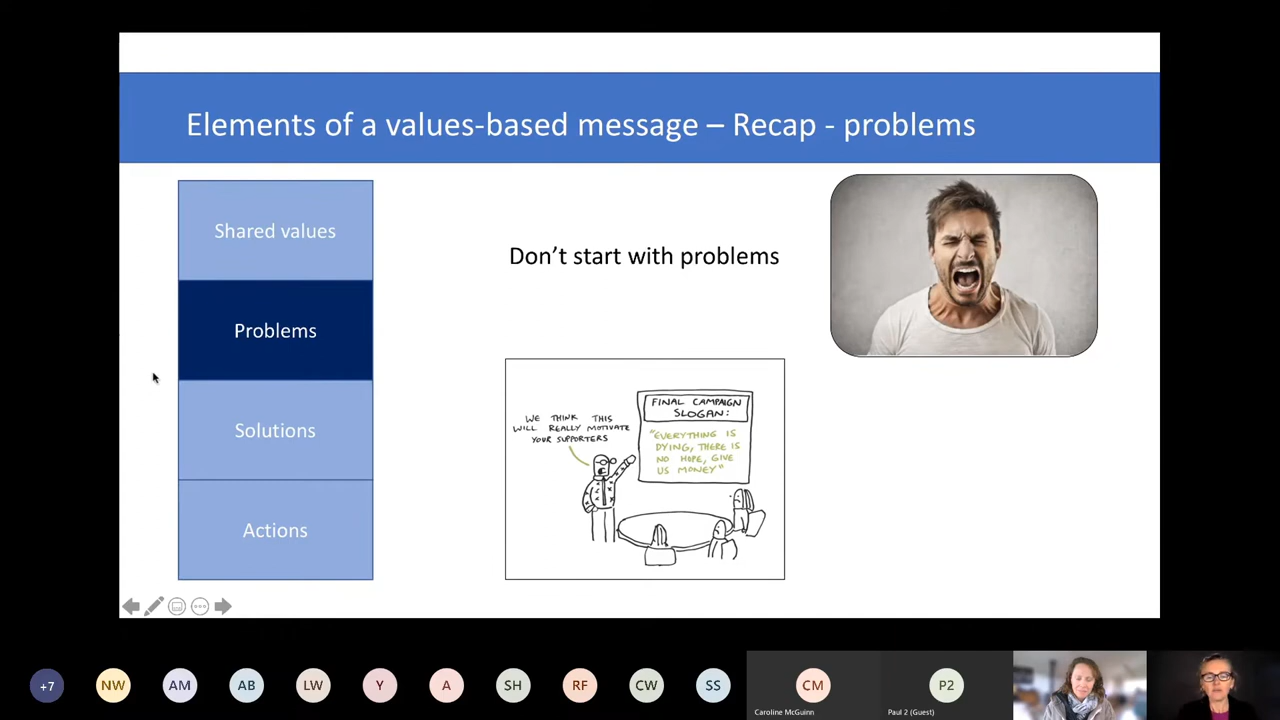 Elements of a values-based message – Recap - problems
Shared values
Problems
Solutions
Actions
Don't start with problems
WE THINK THIS
WILL REALLY MOTIVATE
YOUR SUPPORTERS
FINAL CAMPAIGN
SLOGAN:
"EVERYTHING IS
DYING, THERE IS
NO HOPE, GIVE
US MONEY"
+7
NW
AM
AB
LW
Y
A
SH
RF
CW
SS
CM
P2
Caroline McGuinn
Paul 2 (Guest)